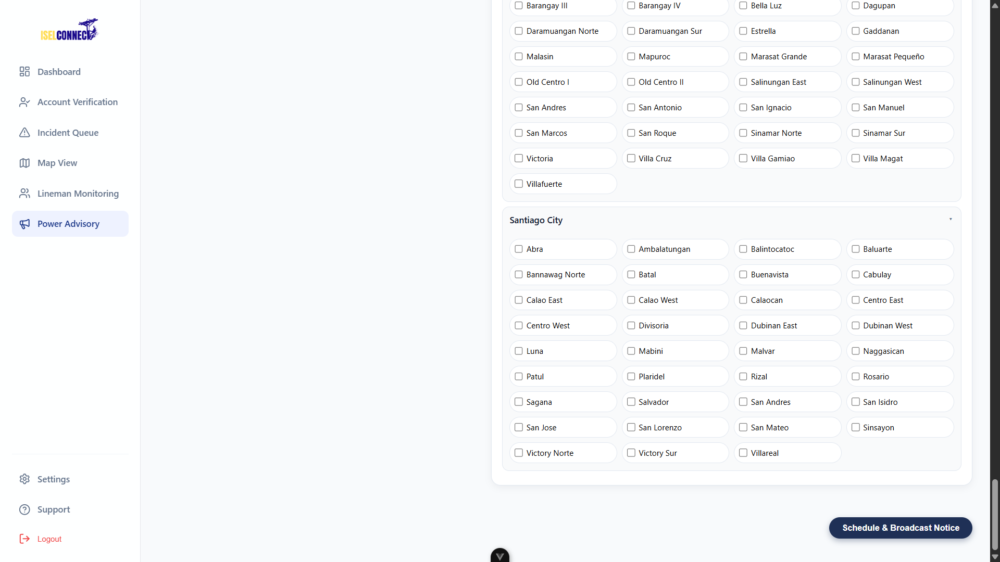 ISELCONNECT
Dashboard
Account Verification
Incident Queue
Map View
Lineman Monitoring
Power Advisory
Settings
Support
Logout
Barangay III
Barangay IV
Bella Luz
Dagupan
Daramuangan Norte
Daramuangan Sur
Estrella
Gaddanan
Malasin
Mapuroc
Marasat Grande
Marasat Pequeño
Old Centro I
Old Centro II
Salinungan East
Salinungan West
San Andres
San Antonio
San Ignacio
San Manuel
San Marcos
San Roque
Sinamar Norte
Sinamar Sur
Victoria
Villa Cruz
Villa Gamiao
Villa Magat
Villafuerte
Santiago City
Abra
Ambalatungan
Balintocatoc
Baluarte
Bannawag Norte
Batal
Buenavista
Cabulay
Calao East
Calao West
Calaocan
Centro East
Centro West
Divisoria
Dubinan East
Dubinan West
Luna
Mabini
Malvar
Naggasican
Patul
Plaridel
Rizal
Rosario
Sagana
Salvador
San Andres
San Isidro
San Jose
San Lorenzo
San Mateo
Sinsayon
Victory Norte
Victory Sur
Villareal
Schedule & Broadcast Notice